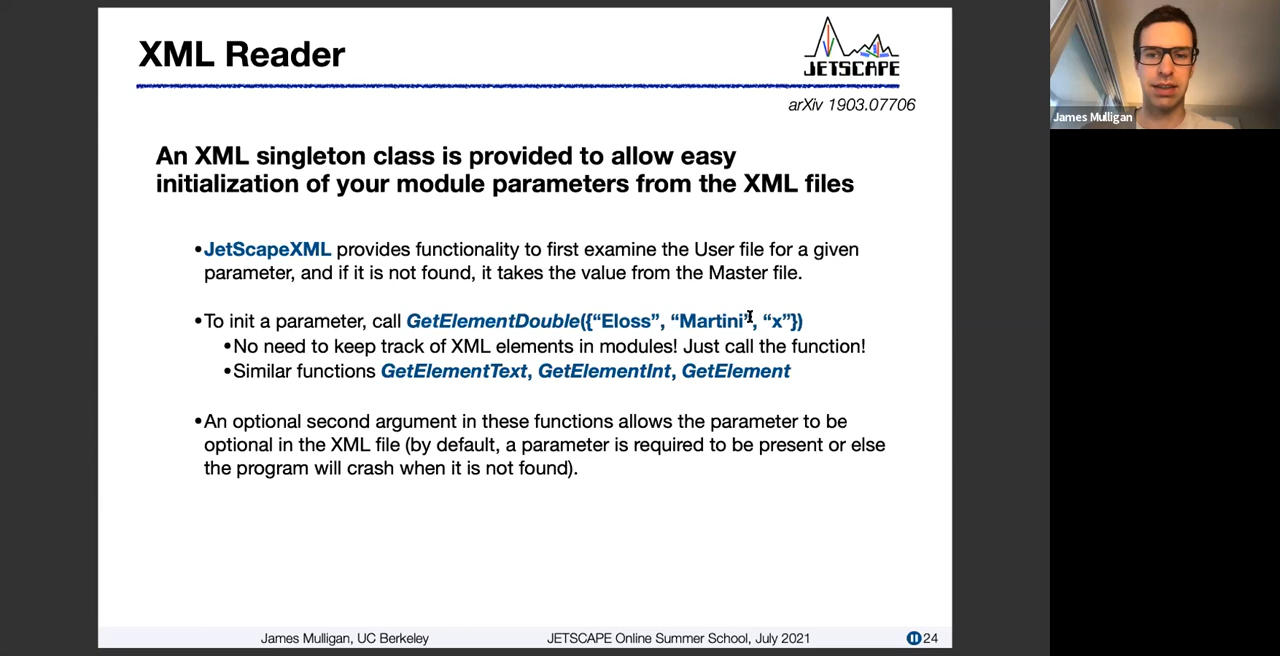 XML Reader
JETSCAPE
arXiv 1903.07706
An XML singleton class is provided to allow easy
initialization of your module parameters from the XML files
•JetScapeXML provides functionality to first examine the User file for a given
parameter, and if it is not found, it takes the value from the Master file.
•To init a parameter, call GetElementDouble({“Eloss”, “Martini”, “x”})
•No need to keep track of XML elements in modules! Just call the function!
•Similar functions GetElementText, GetElementInt, GetElement
•An optional second argument in these functions allows the parameter to be
optional in the XML file (by default, a parameter is required to be present or else
the program will crash when it is not found).
James Mulligan, UC Berkeley
JETSCAPE Online Summer School, July 2021
24
James Mulligan